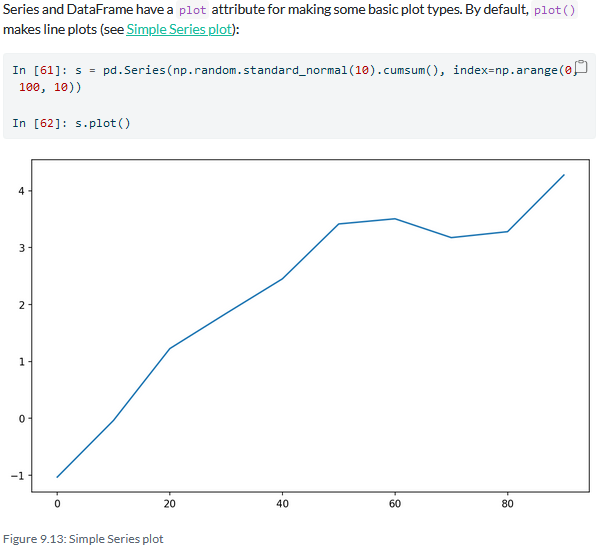 Series and DataFrame have a plot attribute for making some basic plot types. By default, plot()
makes line plots (see Simple Series plot):
In [61]: s = pd.Series(np.random.standard_normal(10).cumsum(), index=np.arange(0,
100, 10))
In [62]: s.plot()
4
3
2
1
0
−1
0 20 40 60 80
Figure 9.13: Simple Series plot